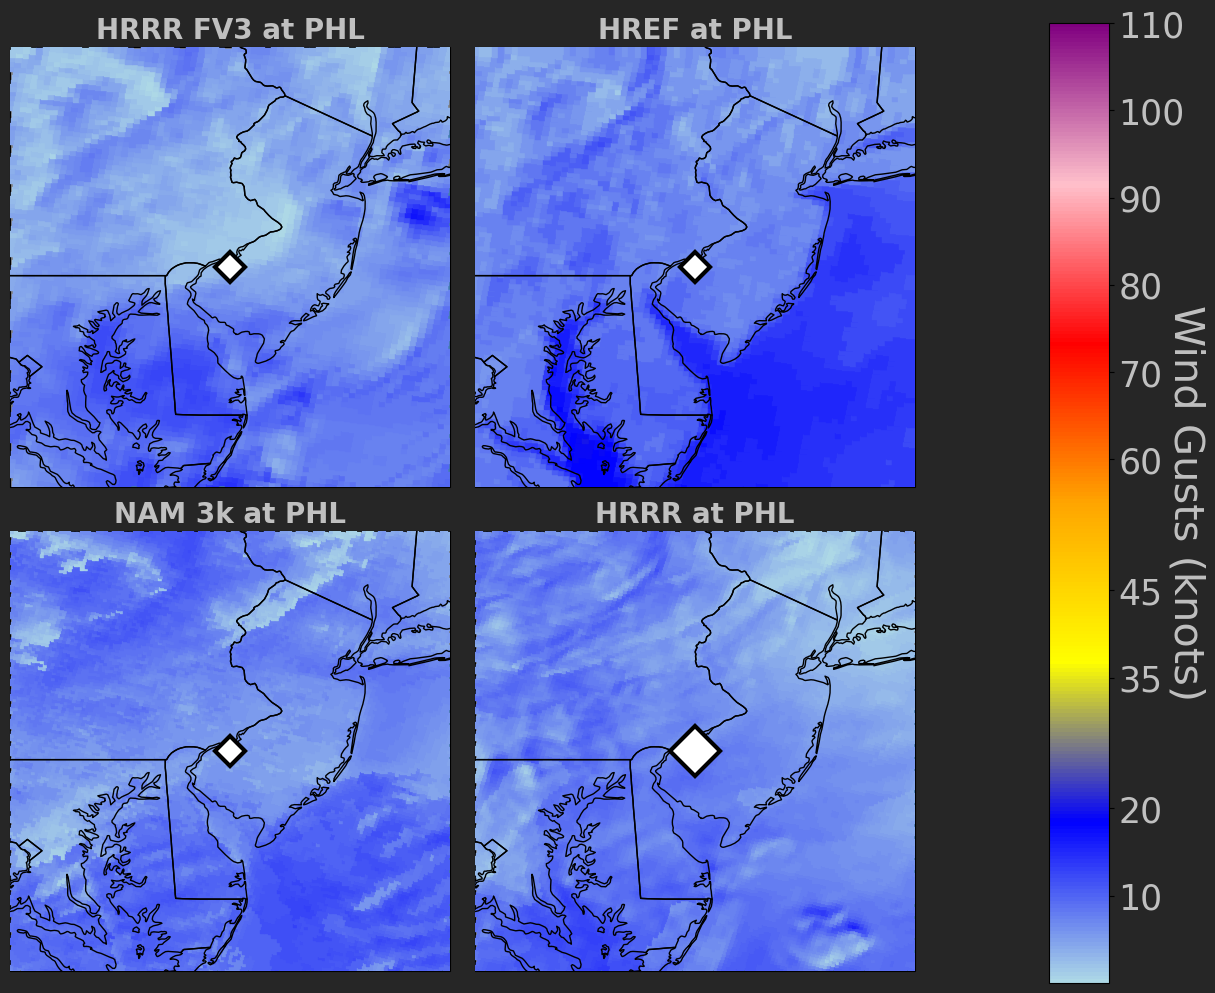 HRRR FV3 at PHL
HREF at PHL
NAM 3k at PHL
HRRR at PHL
110
100
90
80
70
60
45
35
20
10
Wind Gusts (knots)